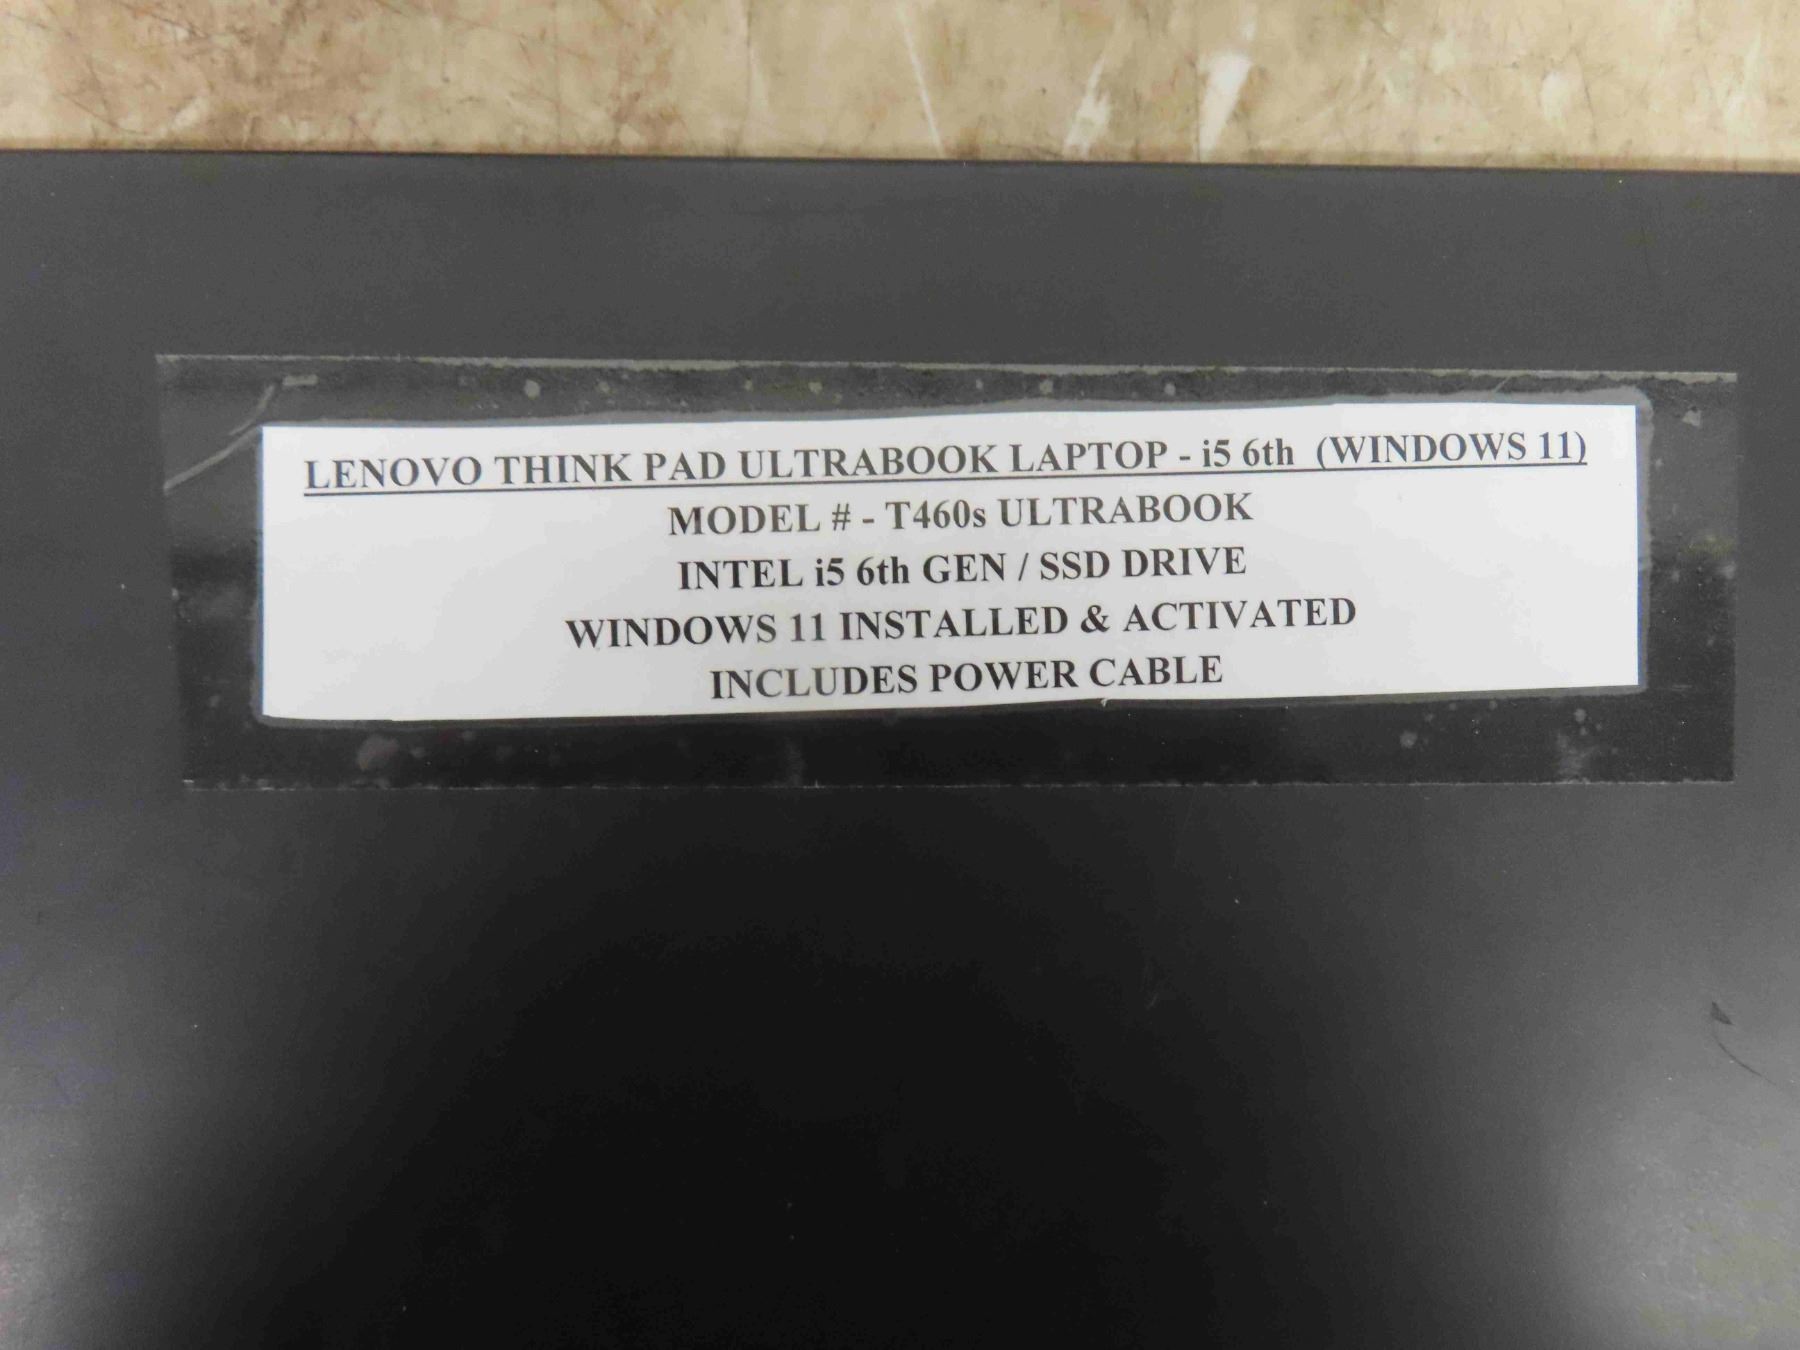 LENOVO THINK PAD ULTRABOOK LAPTOP - i5 6th (WINDOWS 11)
MODEL # - T460s ULTRABOOK
INTEL i5 6th GEN / SSD DRIVE
WINDOWS 11 INSTALLED & ACTIVATED
INCLUDES POWER CABLE